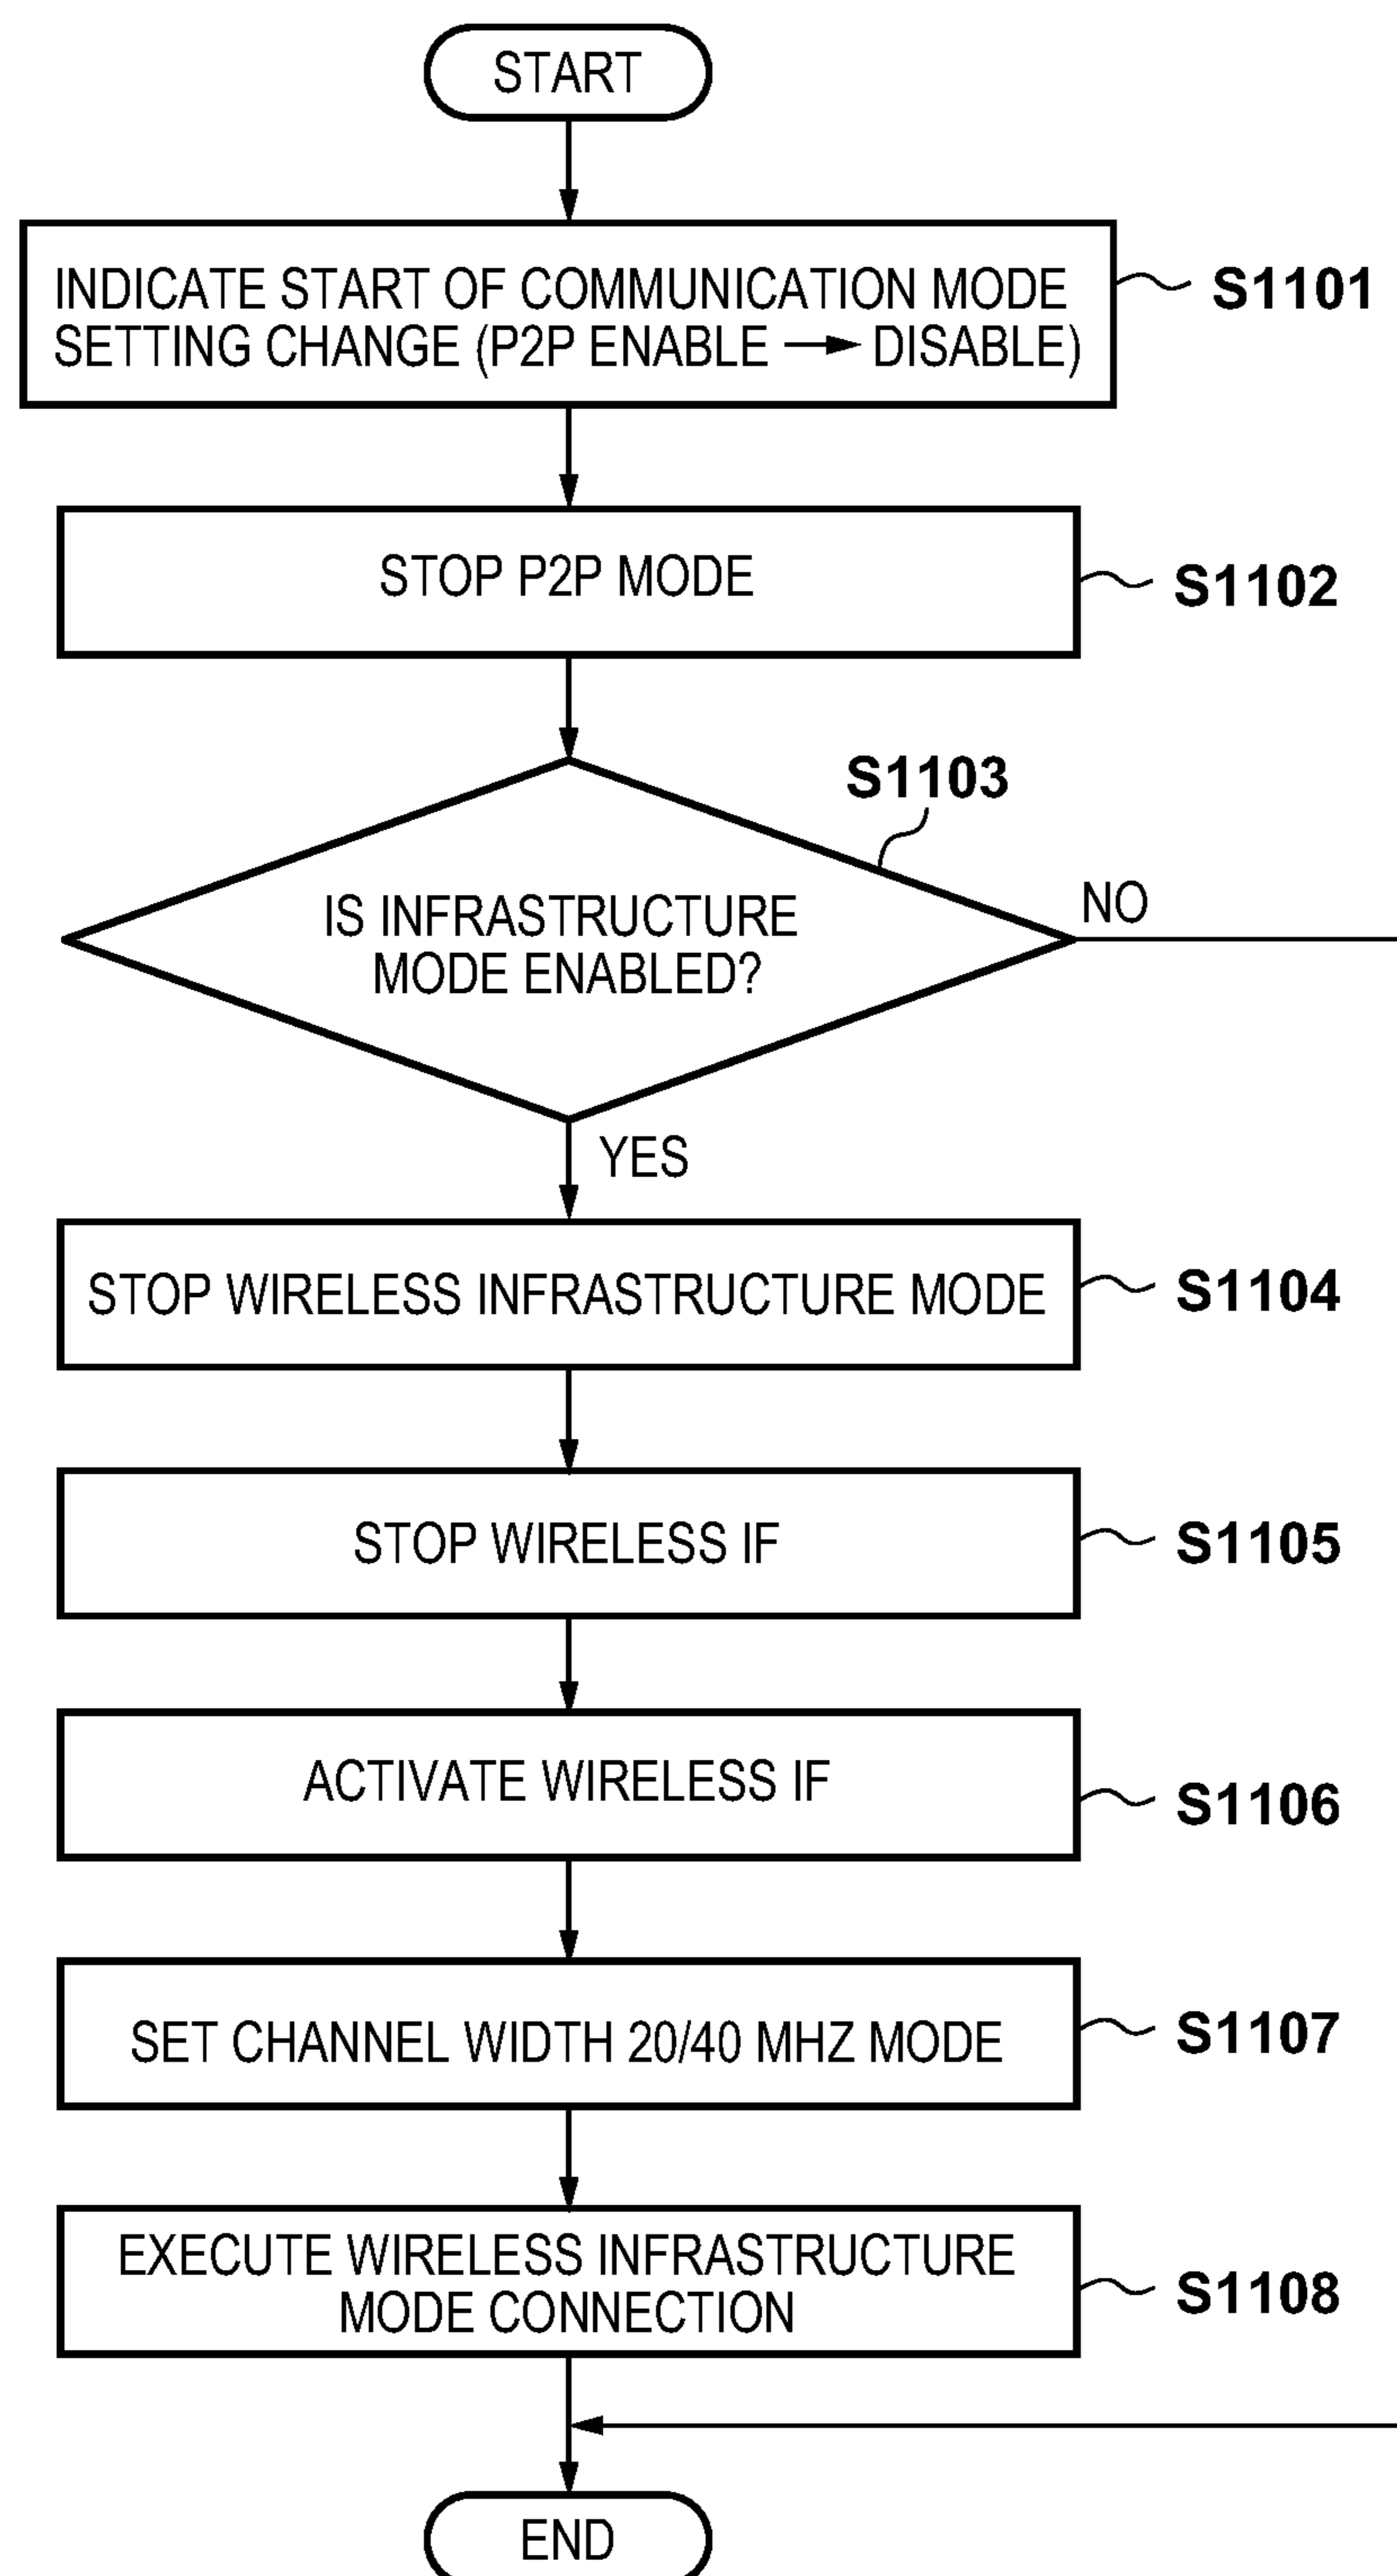 START
INDICATE START OF COMMUNICATION MODE
SETTING CHANGE (P2P ENABLE → DISABLE)
S1101
STOP P2P MODE
S1102
S1103
IS INFRASTRUCTURE
MODE ENABLED?
NO
YES
STOP WIRELESS INFRASTRUCTURE MODE
S1104
STOP WIRELESS IF
S1105
ACTIVATE WIRELESS IF
S1106
SET CHANNEL WIDTH 20/40 MHZ MODE
S1107
EXECUTE WIRELESS INFRASTRUCTURE
MODE CONNECTION
S1108
END